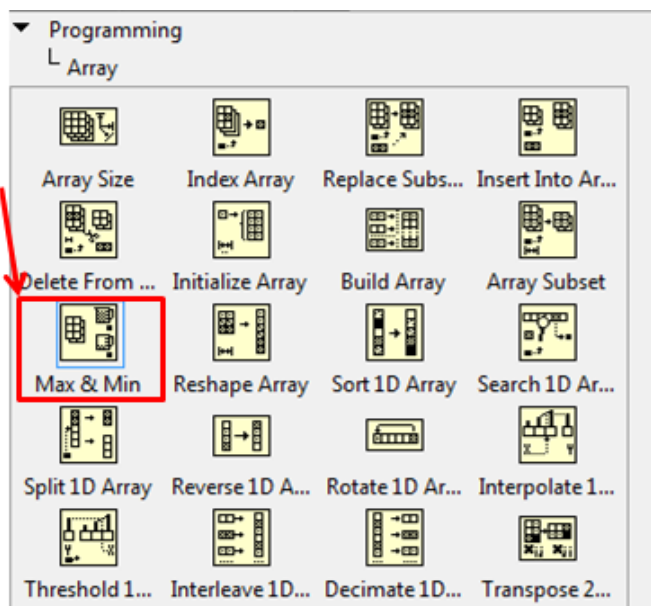 Programming
Array
Array Size Index Array Replace Subs... Insert Into Ar...
Delete From ... Initialize Array Build Array Array Subset
Max & Min Reshape Array Sort 1D Array Search 1D Ar...
Split 1D Array Reverse 1D A... Rotate 1D Ar... Interpolate 1...
Threshold 1... Interleave 1D... Decimate 1D... Transpose 2...